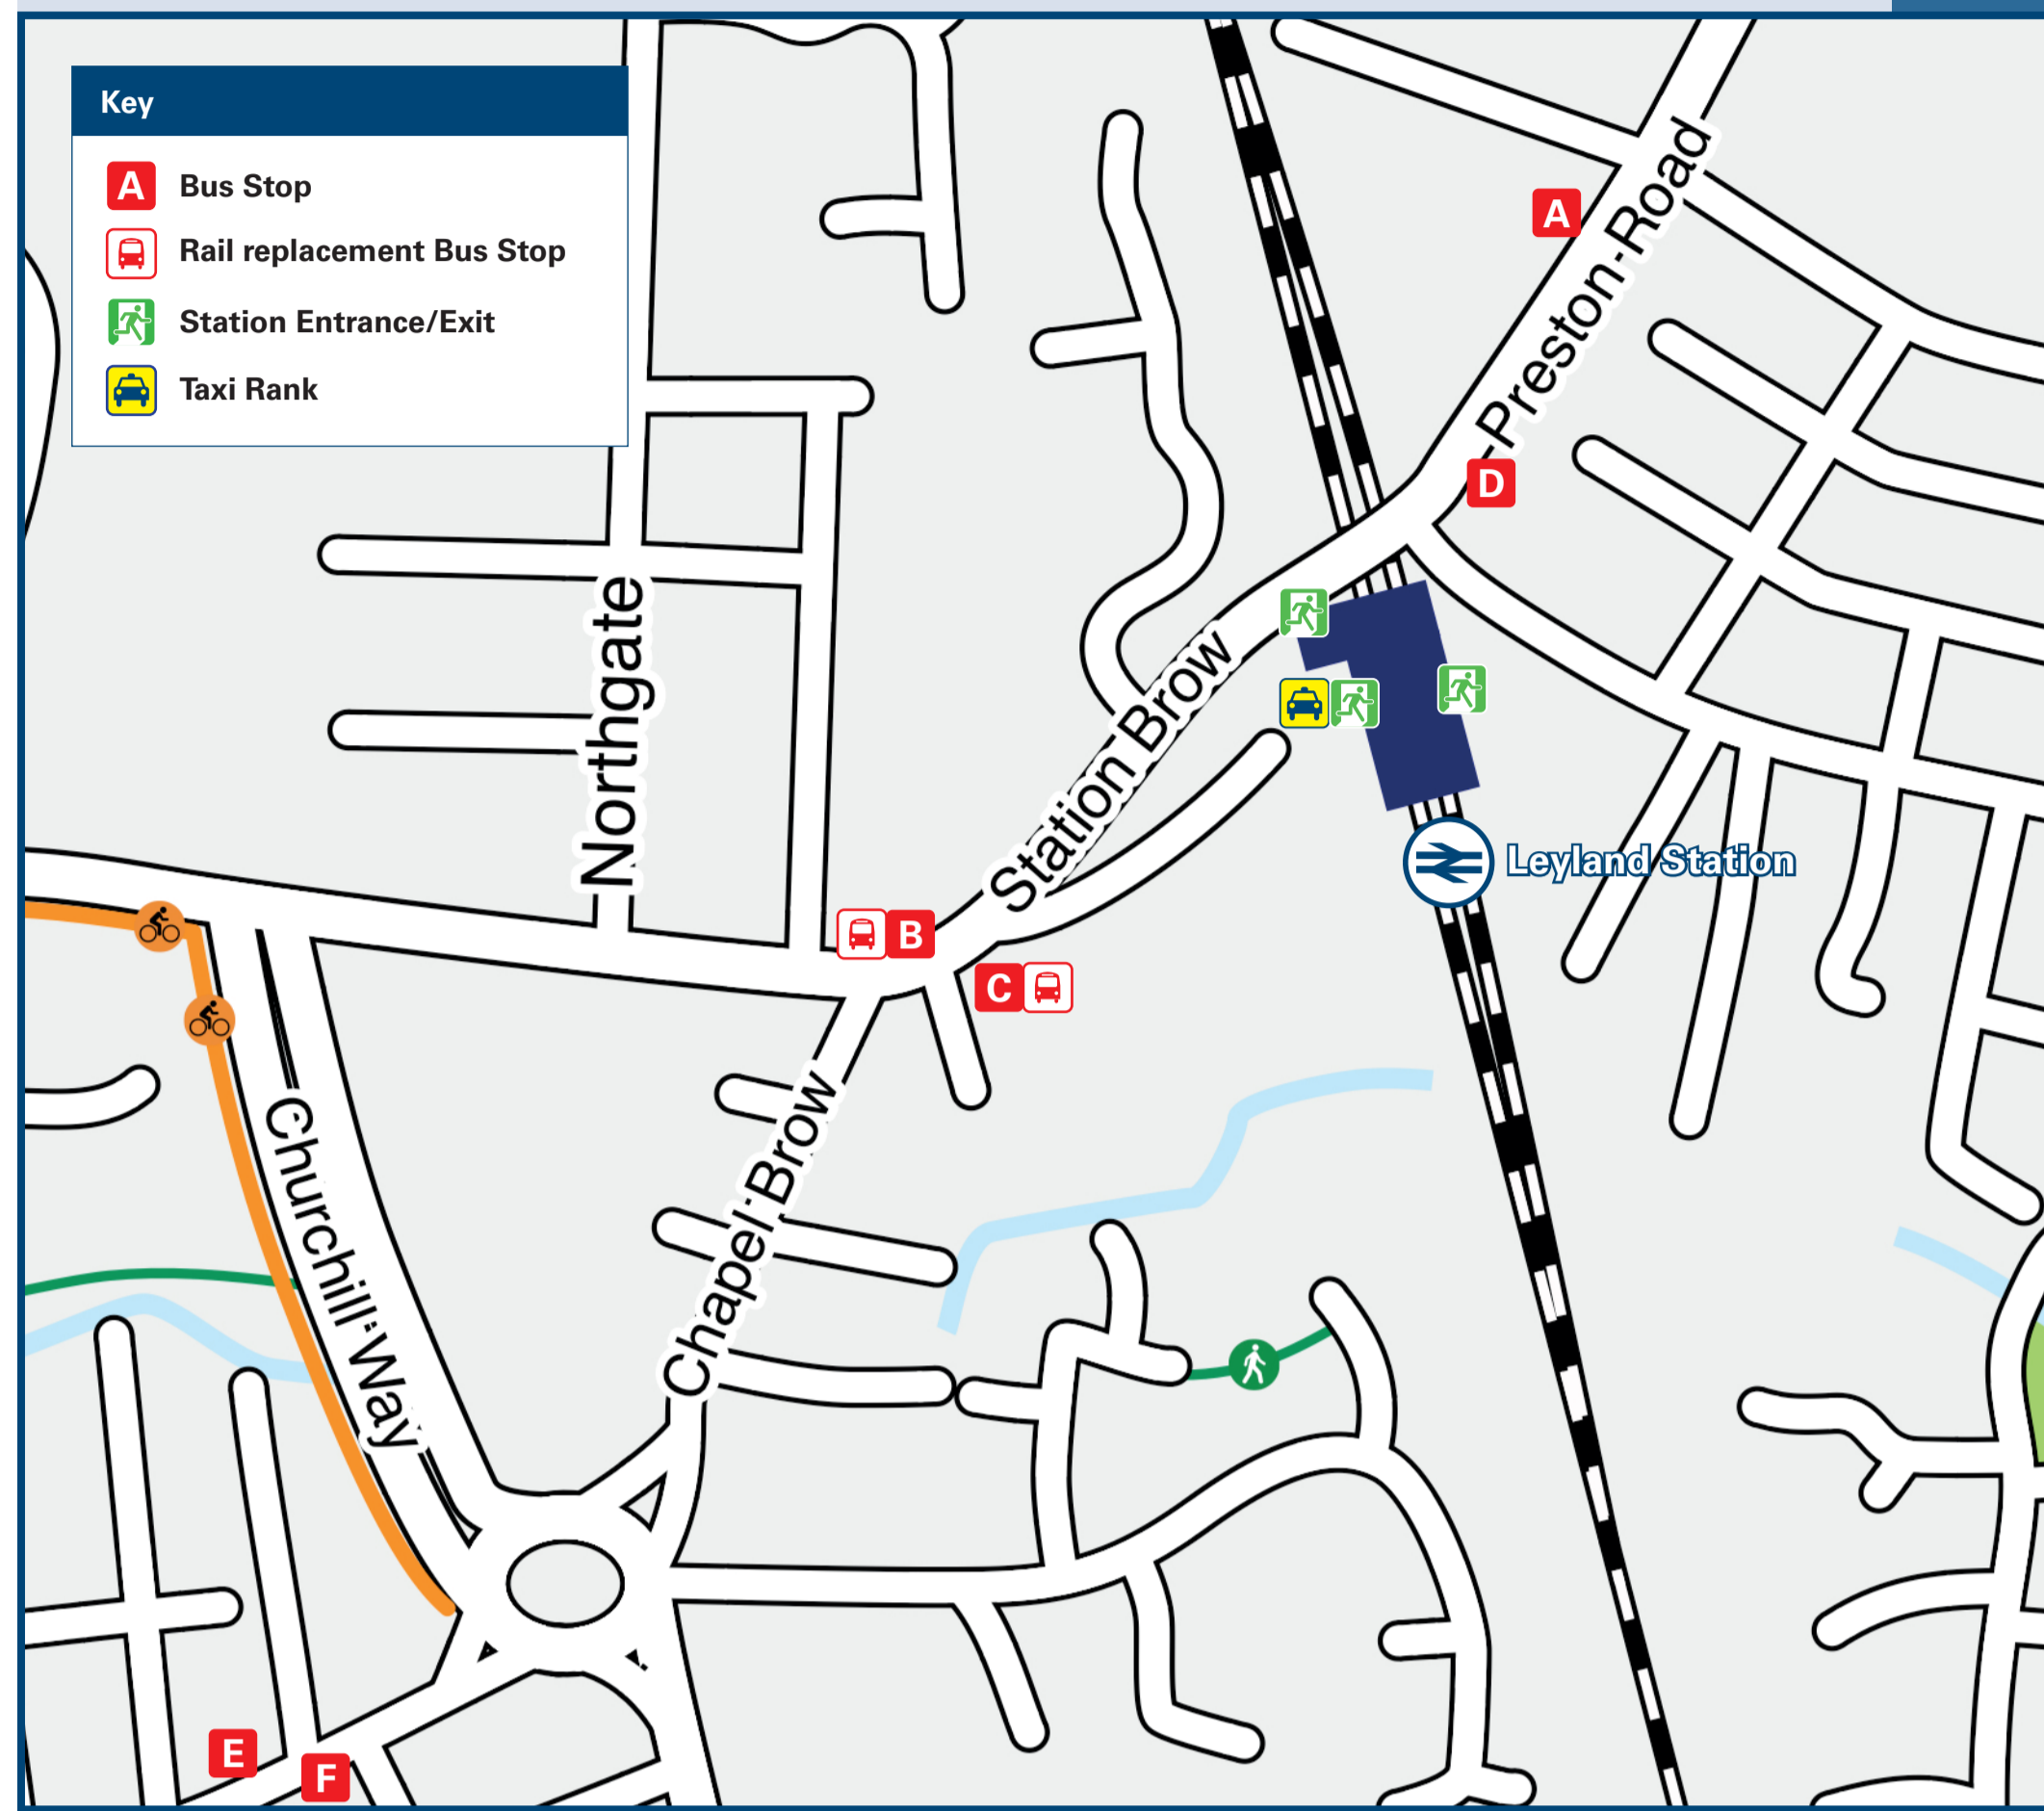 Key
A Bus Stop
Rail replacement Bus Stop
Station Entrance/Exit
Taxi Rank
A
Preston Road
D
Northgate
Station Brow
Leyland Station
B
C
Churchill Way
Chapel Brow
E
F